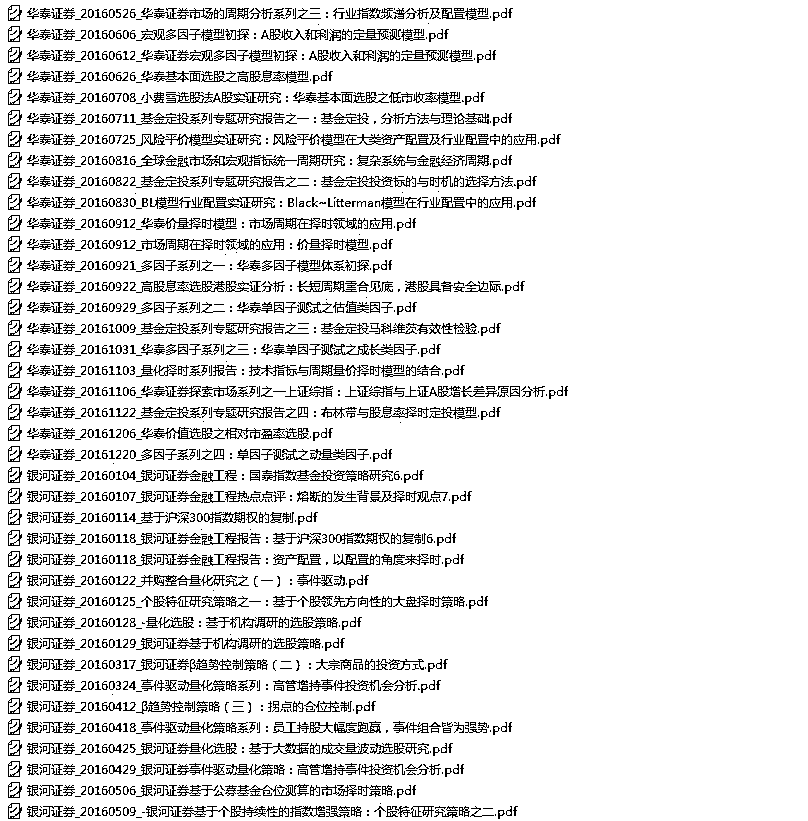 华泰证券_20160526_华泰证券市场的周期分析系列之三：行业指数频谱分析及配置模型.pdf
华泰证券_20160606_宏观多因子模型初探：A股收入和利润的定量预测模型.pdf
华泰证券_20160612_华泰证券宏观多因子模型初探：A股收入和利润的定量预测模型.pdf
华泰证券_20160626_华泰基本面选股之高股息率模型.pdf
华泰证券_20160708_小费雪选股法A股实证研究：华泰基本面选股之低市收率模型.pdf
华泰证券_20160711_基金定投系列专题研究报告之一：基金定投，分析方法与理论基础.pdf
华泰证券_20160725_风险平价模型实证研究：风险平价模型在大类资产配置及行业配置中的应用.pdf
华泰证券_20160816_全球金融市场和宏观指标统一周期研究：复杂系统与金融经济周期.pdf
华泰证券_20160822_基金定投系列专题研究报告之二：基金定投投资标的与时机的选择方法.pdf
华泰证券_20160830_BL模型行业配置实证研究：Black~Litterman模型在行业配置中的应用.pdf
华泰证券_20160912_华泰价量择时模型：市场周期在择时领域的应用.pdf
华泰证券_20160912_市场周期在择时领域的应用：价量择时模型.pdf
华泰证券_20160921_多因子系列之一：华泰多因子模型体系初探.pdf
华泰证券_20160922_高股息率选股港股实证分析：长短周期重合见底，港股具备安全边际.pdf
华泰证券_20160929_多因子系列之二：华泰单因子测试之估值类因子.pdf
华泰证券_20161009_基金定投系列专题研究报告之三：基金定投马科维茨有效性检验.pdf
华泰证券_20161031_华泰多因子系列之三：华泰单因子测试之成长类因子.pdf
华泰证券_20161103_量化择时系列报告：技术指标与周期量价择时模型的结合.pdf
华泰证券_20161106_华泰证券探索市场系列之一上证综指：上证综指与上证A股增长差异原因分析.pdf
华泰证券_20161122_基金定投系列专题研究报告之四：布林带与股息率择时定投模型.pdf
华泰证券_20161206_华泰价值选股之相对市盈率选股.pdf
华泰证券_20161220_多因子系列之四：单因子测试之动量类因子.pdf
银河证券_20160104_银河证券金融工程：国泰指数基金投资策略研究6.pdf
银河证券_20160107_银河证券金融工程热点点评：熔断的发生背景及择时观点7.pdf
银河证券_20160114_基于沪深300指数期权的复制.pdf
银河证券_20160118_银河证券金融工程报告：基于沪深300指数期权的复制6.pdf
银河证券_20160118_银河证券金融工程报告：资产配置，以配置的角度来择时.pdf
银河证券_20160122_并购整合量化研究之（一）：事件驱动.pdf
银河证券_20160125_个股特征研究策略之一：基于个股领先方向性的大盘择时策略.pdf
银河证券_20160128_-量化选股：基于机构调研的选股策略.pdf
银河证券_20160129_银河证券基于机构调研的选股策略.pdf
银河证券_20160317_银河证券β趋势控制策略（二）：大宗商品的投资方式.pdf
银河证券_20160324_事件驱动量化策略系列：高管增持事件投资机会分析.pdf
银河证券_20160412_β趋势控制策略（三）：拐点的仓位控制.pdf
银河证券_20160418_事件驱动量化策略系列：员工持股大幅度跑赢，事件组合皆为强势.pdf
银河证券_20160425_银河证券量化选股：基于大数据的成交量波动选股研究.pdf
银河证券_20160429_银河证券事件驱动量化策略：高管增持事件投资机会分析.pdf
银河证券_20160506_银河证券基于公募基金仓位测算的市场择时策略.pdf
银河证券_20160509_-银河证券基于个股持续性的指数增强策略：个股特征研究策略之二.pdf